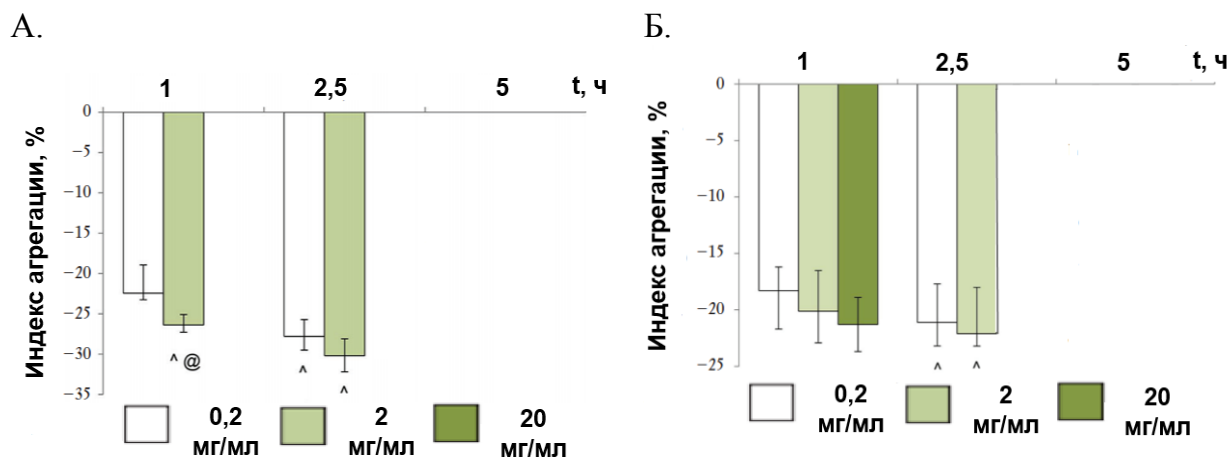 А.
1 2,5 5 t, ч
0
−5
−10
−15
−20
−25
−30
−35
Индекс агрегации, %
^ @
^
^
0,2 мг/мл
2 мг/мл
20 мг/мл
Б.
1 2,5 5 t, ч
0
−5
−10
−15
−20
−25
Индекс агрегации, %
^ ^
0,2 мг/мл
2 мг/мл
20 мг/мл